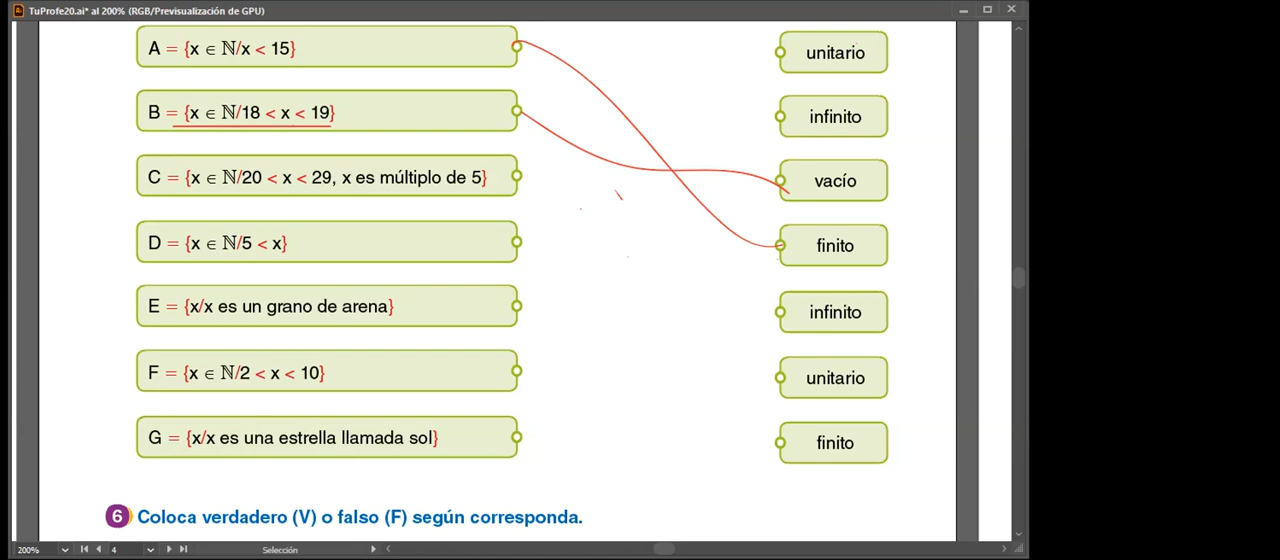 TuProfe20.ai* al 200% (RGB/Previsualización de GPU)
A = {x ∈ ℕ/x < 15}
unitario
B = {x ∈ ℕ/18 < x < 19}
infinito
C = {x ∈ ℕ/20 < x < 29, x es múltiplo de 5}
vacío
D = {x ∈ ℕ/5 < x}
finito
E = {x/x es un grano de arena}
infinito
F = {x ∈ ℕ/2 < x < 10}
unitario
G = {x/x es una estrella llamada sol}
finito
6 Coloca verdadero (V) o falso (F) según corresponda.
200% 4 Selección